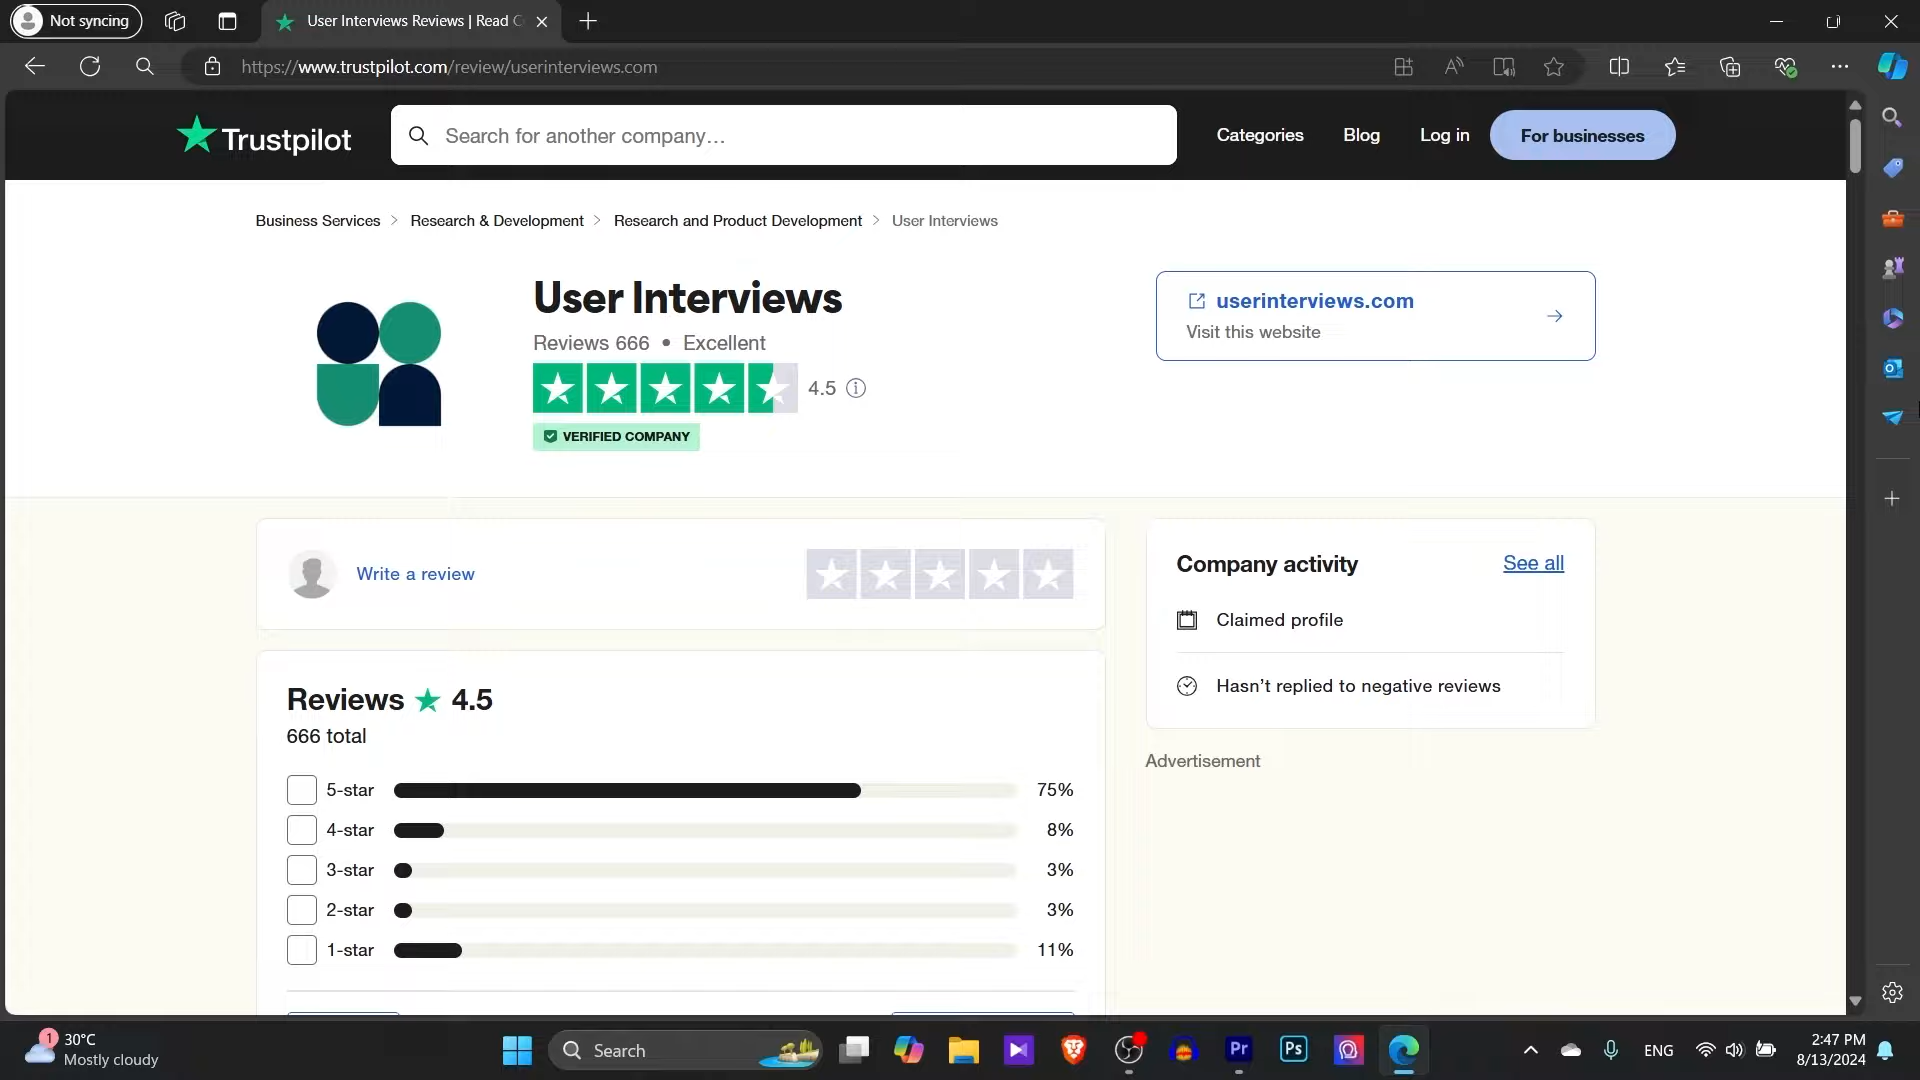 Not syncing
User Interviews Reviews | Read C
https://www.trustpilot.com/review/userinterviews.com
Trustpilot
Search for another company...
Categories
Blog
Log in
For businesses
Business Services > Research & Development > Research and Product Development > User Interviews
User Interviews
Reviews 666 • Excellent
4.5
VERIFIED COMPANY
userinterviews.com
Visit this website
Write a review
Company activity
See all
Claimed profile
Hasn't replied to negative reviews
Advertisement
Reviews ★ 4.5
666 total
5-star 75%
4-star 8%
3-star 3%
2-star 3%
1-star 11%
1
30°C
Mostly cloudy
Search
Pr
Ps
ENG
2:47 PM
8/13/2024